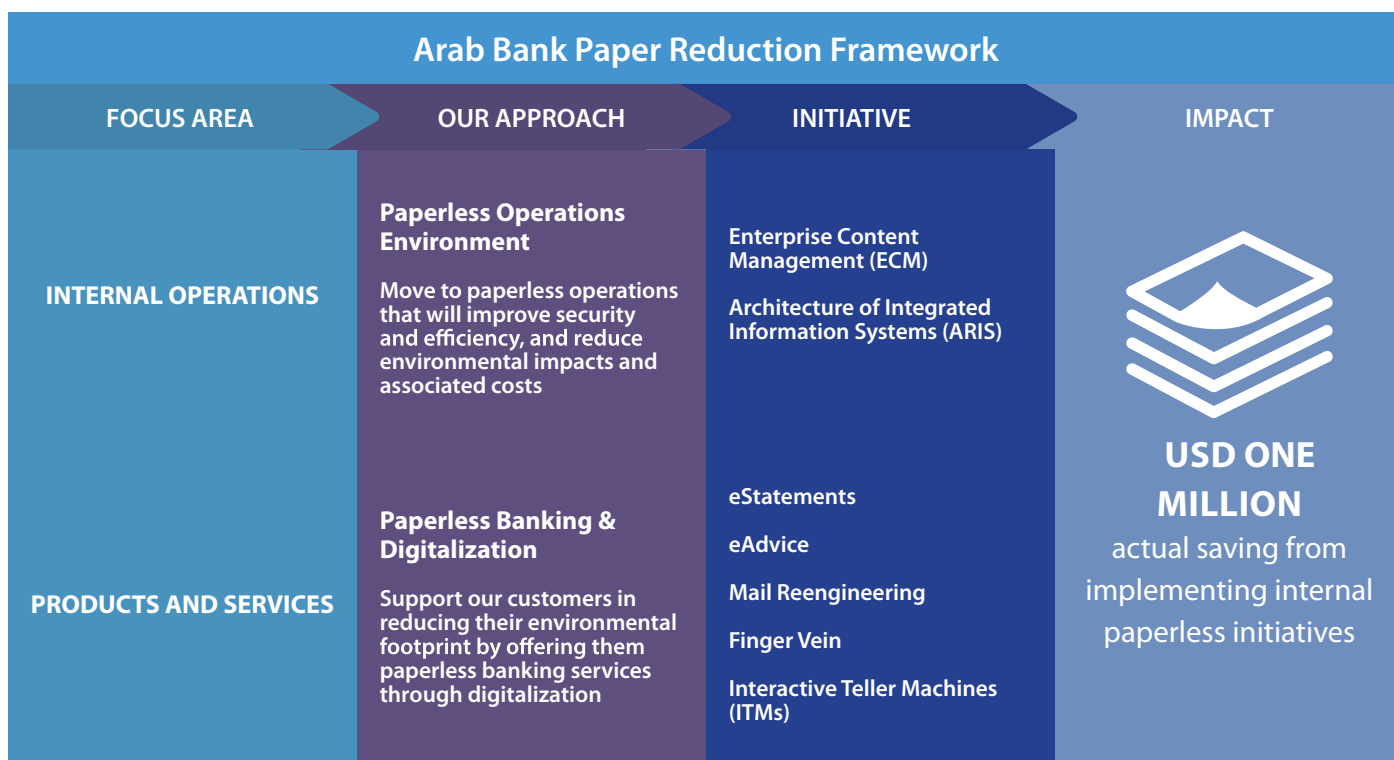 Arab Bank Paper Reduction Framework
FOCUS AREA
OUR APPROACH
INITIATIVE
IMPACT
INTERNAL OPERATIONS
Paperless Operations
Environment
Move to paperless operations
that will improve security
and efficiency, and reduce
environmental impacts and
associated costs
Enterprise Content
Management (ECM)
Architecture of Integrated
Information Systems (ARIS)
PRODUCTS AND SERVICES
Paperless Banking &
Digitalization
Support our customers in
reducing their environmental
footprint by offering them
paperless banking services
through digitalization
eStatements
eAdvice
Mail Reengineering
Finger Vein
Interactive Teller Machines
(ITMs)
USD ONE
MILLION
actual saving from
implementing internal
paperless initiatives